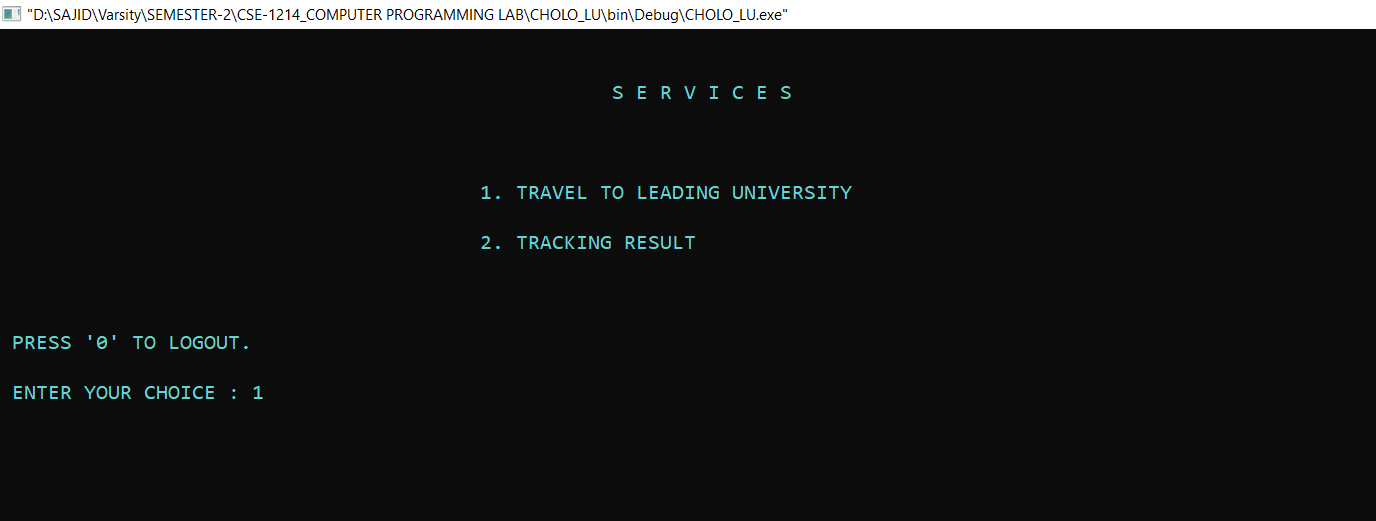 "D:\SAJID\Varsity\SEMESTER-2\CSE-1214_COMPUTER PROGRAMMING LAB\CHOLO_LU\bin\Debug\CHOLO_LU.exe"
S E R V I C E S
1. TRAVEL TO LEADING UNIVERSITY
2. TRACKING RESULT
PRESS '0' TO LOGOUT.
ENTER YOUR CHOICE : 1